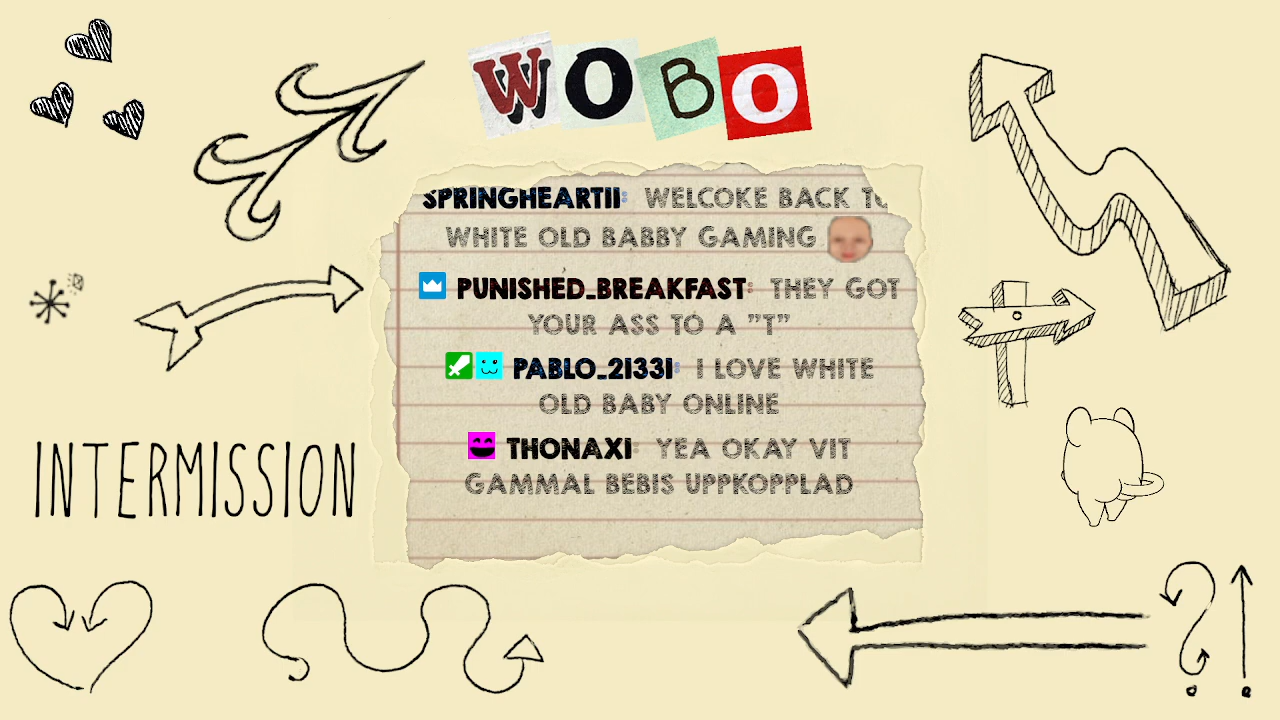 WOBO
SPRINGHEARTII: WELCOKE BACK TO
WHITE OLD BABBY GAMING
PUNISHED_BREAKFAST: THEY GOT
YOUR ASS TO A "T"
PABLO_21331: I LOVE WHITE
OLD BABY ONLINE
THONAXI: YEA OKAY VIT
GAMMAL BEBIS UPPKOPPLAD
INTERMISSION
?!